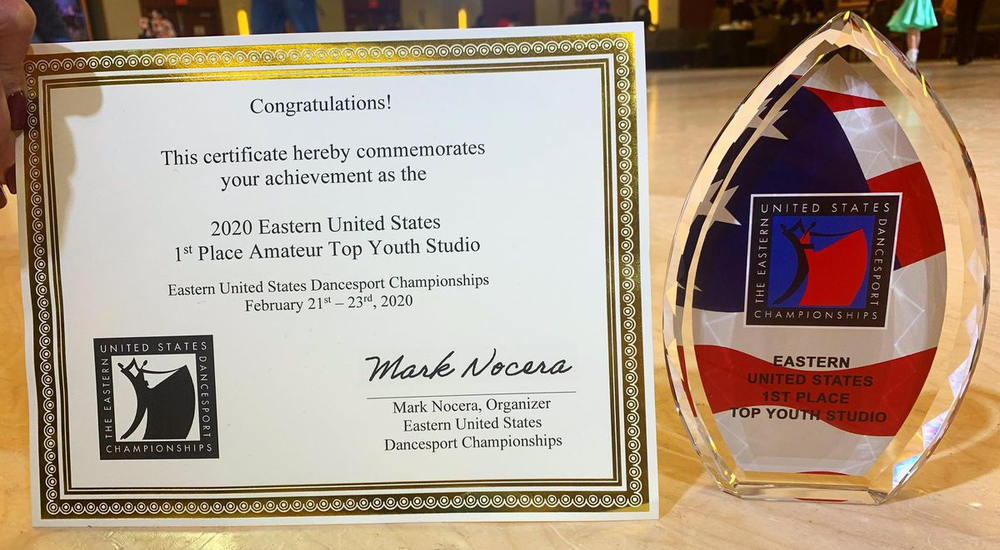 Congratulations!
This certificate hereby commemorates
your achievement as the
2020 Eastern United States
1st Place Amateur Top Youth Studio
Eastern United States Dancesport Championships
February 21st – 23rd, 2020
THE EASTERN
UNITED STATES
DANCESPORT
CHAMPIONSHIPS
Mark Nocera
Mark Nocera, Organizer
Eastern United States
Dancesport Championships
THE EASTERN
UNITED STATES
DANCESPORT
CHAMPIONSHIPS
EASTERN
UNITED STATES
1ST PLACE
TOP YOUTH STUDIO